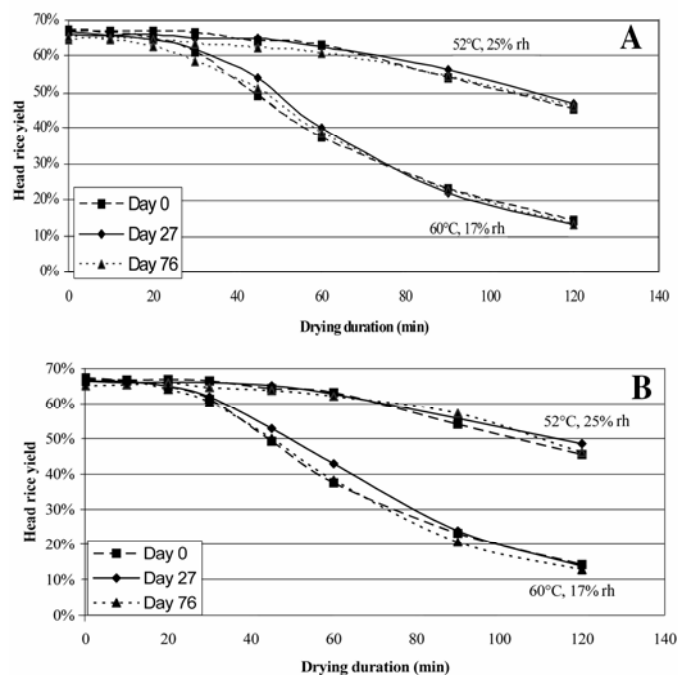 A
70%
60%
50%
40%
30%
20%
10%
0%
Head rice yield
52°C, 25% rh
60°C, 17% rh
Day 0
Day 27
Day 76
0 20 40 60 80 100 120 140
Drying duration (min)
B
70%
60%
50%
40%
30%
20%
10%
0%
Head rice yield
52°C, 25% rh
60°C, 17% rh
Day 0
Day 27
Day 76
0 20 40 60 80 100 120 140
Drying duration (min)